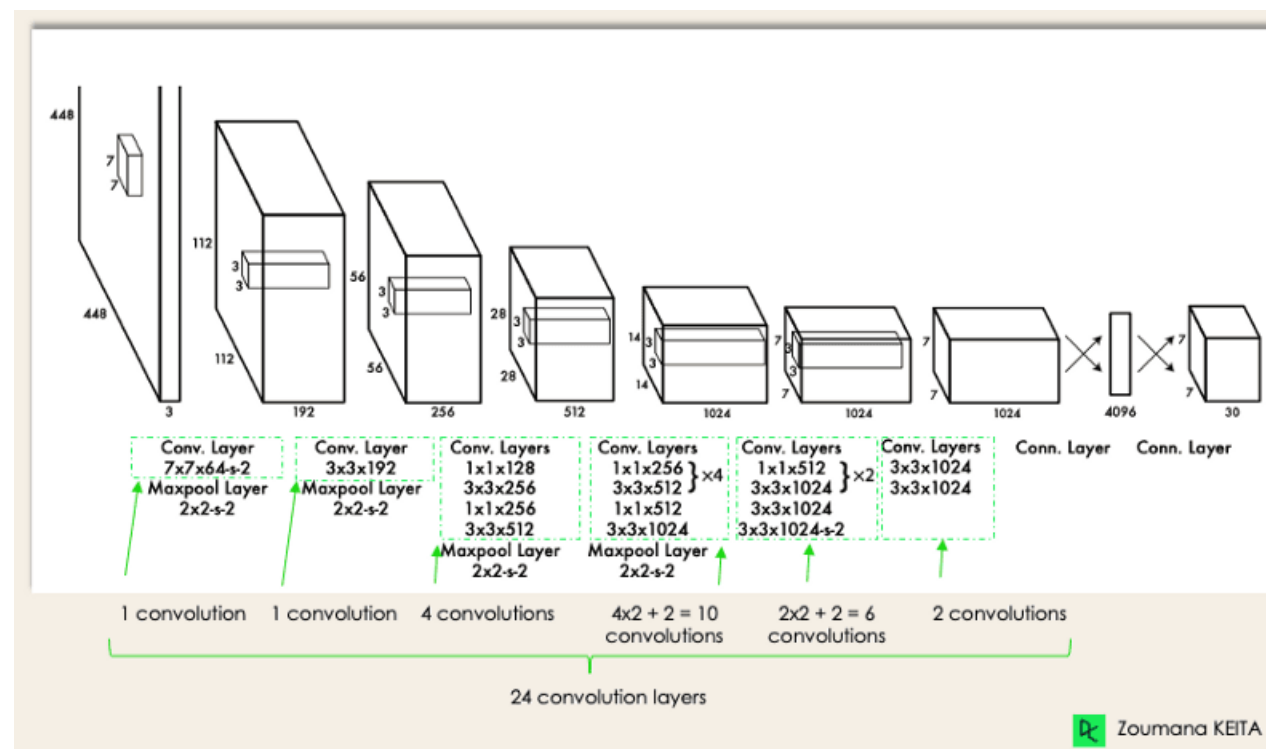 448
7
7
448
3
112
3
3
112
192
56
3
3
56
256
28
3
3
28
512
14
3
3
14
1024
7
3
3
7
1024
7
7
1024
4096
7
7
30
Conv. Layer
7x7x64-s-2
Maxpool Layer
2x2-s-2
Conv. Layer
3x3x192
Maxpool Layer
2x2-s-2
Conv. Layers
1x1x128
3x3x256
1x1x256
3x3x512
Maxpool Layer
2x2-s-2
Conv. Layers
1x1x256
3x3x512 }×4
1x1x512
3x3x1024
Maxpool Layer
2x2-s-2
Conv. Layers
1x1x512
3x3x1024 }×2
3x3x1024
3x3x1024-s-2
Conv. Layers
3x3x1024
3x3x1024
Conn. Layer
Conn. Layer
1 convolution
1 convolution
4 convolutions
4x2 + 2 = 10
convolutions
2x2 + 2 = 6
convolutions
2 convolutions
24 convolution layers
DC Zoumana KEITA